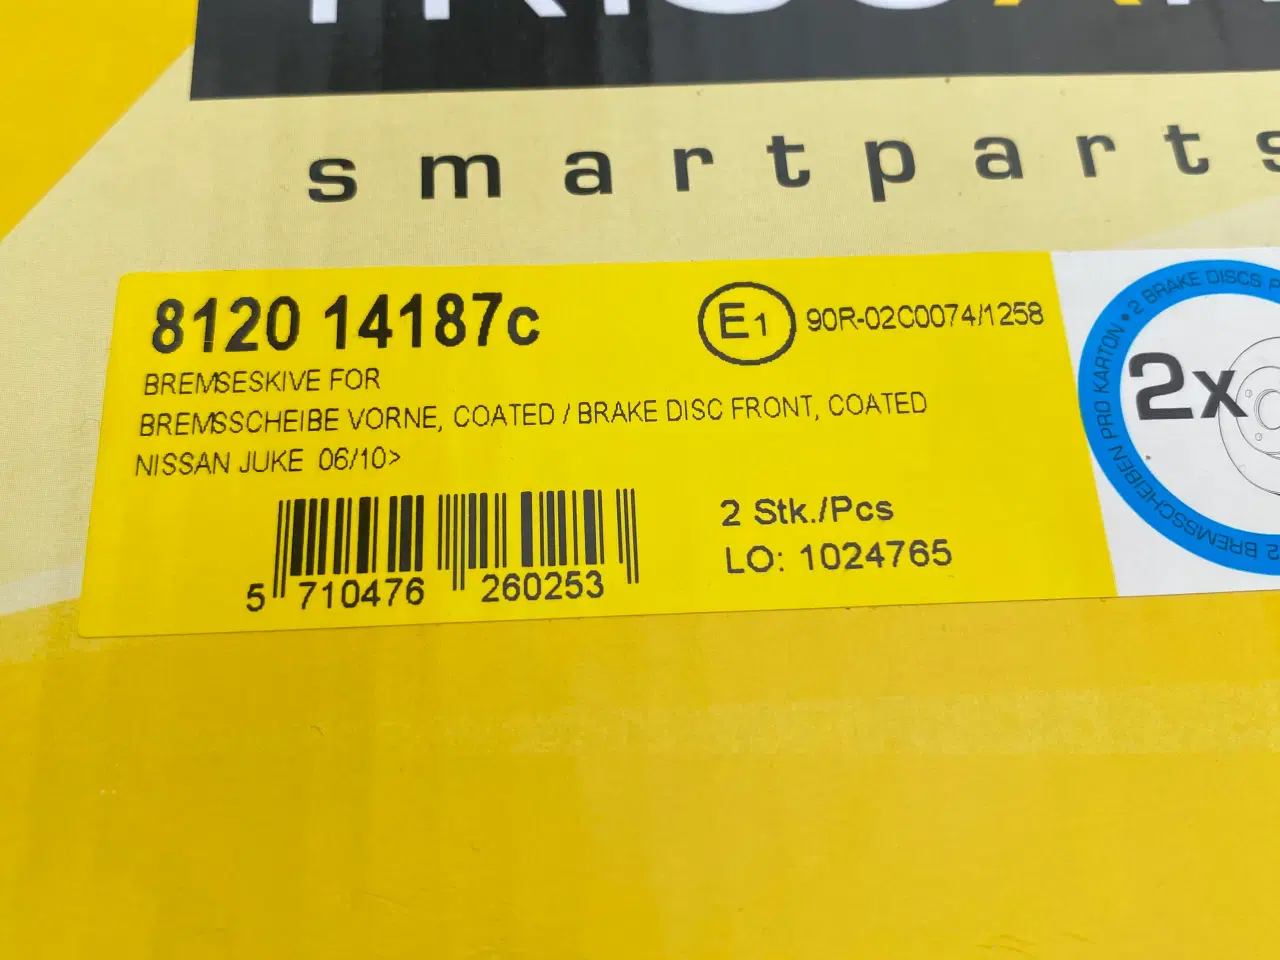 smartparts
8120 14187c
E1 90R-02C0074/1258
BREMSESKIVE FOR
BREMSSCHEIBE VORNE, COATED / BRAKE DISC FRONT, COATED
NISSAN JUKE 06/10>
5 710476 260253
2 Stk./Pcs
LO: 1024765
2 BRAKE DISCS P
2 BREMSSCHEIBEN PRO KARTON •
2x